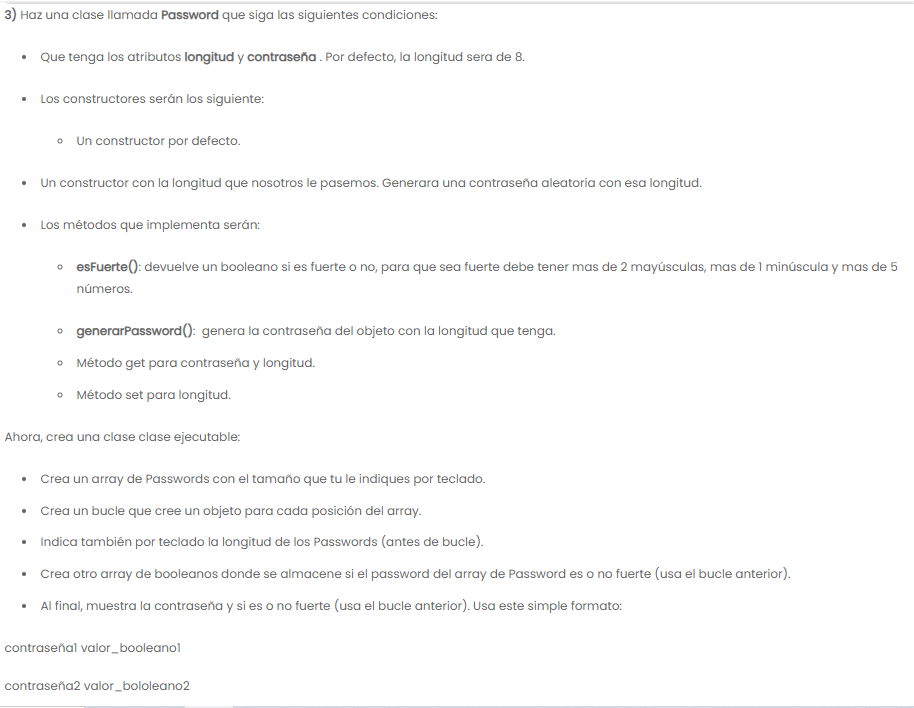 3) Haz una clase llamada Password que siga las siguientes condiciones:
• Que tenga los atributos longitud y contraseña . Por defecto, la longitud sera de 8.
• Los constructores serán los siguiente:
◦ Un constructor por defecto.
• Un constructor con la longitud que nosotros le pasemos. Generara una contraseña aleatoria con esa longitud.
• Los métodos que implementa serán:
◦ esFuerte(): devuelve un booleano si es fuerte o no, para que sea fuerte debe tener mas de 2 mayúsculas, mas de 1 minúscula y mas de 5
números.
◦ generarPassword(): genera la contraseña del objeto con la longitud que tenga.
◦ Método get para contraseña y longitud.
◦ Método set para longitud.
Ahora, crea una clase clase ejecutable:
• Crea un array de Passwords con el tamaño que tu le indiques por teclado.
• Crea un bucle que cree un objeto para cada posición del array.
• Indica también por teclado la longitud de los Passwords (antes de bucle).
• Crea otro array de booleanos donde se almacene si el password del array de Password es o no fuerte (usa el bucle anterior).
• Al final, muestra la contraseña y si es o no fuerte (usa el bucle anterior). Usa este simple formato:
contraseña1 valor_booleano1
contraseña2 valor_bololeano2